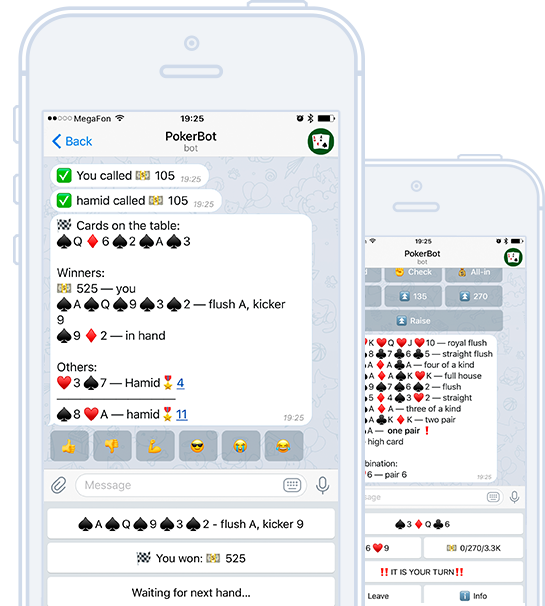 MegaFon 19:25
Back PokerBot
bot
✅ You called 💴 105 19:25
✅ hamid called 💴 105 19:25
🏁 Cards on the table:
♠Q ♦6 ♠2 ♠A ♠3
Winners:
💴 525 — you
♠A ♠Q ♠9 ♠3 ♠2 — flush A, kicker
9
♠9 ♦2 — in hand
Others:
♥3 ♠7 — Hamid 🎖 4
♠8 ♥A — hamid 🎖 11
19:25
👍 👎 💪 😎 😭 😂
Message
♠A ♠Q ♠9 ♠3 ♠2 - flush A, kicker 9
🏁 You won: 💴 525
Waiting for next hand...
19:25
PokerBot
bot
✊ Check 💰 All-in
⏫ 135 ⏫ 270
⏫ Raise
K ♥Q ♥J ♥10 — royal flush
8 ♣7 ♣6 ♣5 — straight flush
A ♦A ♣A — four of a kind
A ♦A ♠K ♥K — full house
9 ♠7 ♠6 ♠2 — flush
5 ♦4 ♠3 ♥2 — straight
A ♦A — three of a kind
A ♣K ♦K — two pair
A — one pair ❗
high card
6 — pair 6
19:25
♠3 ♦Q ♣6
6 ♥9 💴 0/270/3.3K
‼️ IT IS YOUR TURN‼️
Leave ℹ️ Info